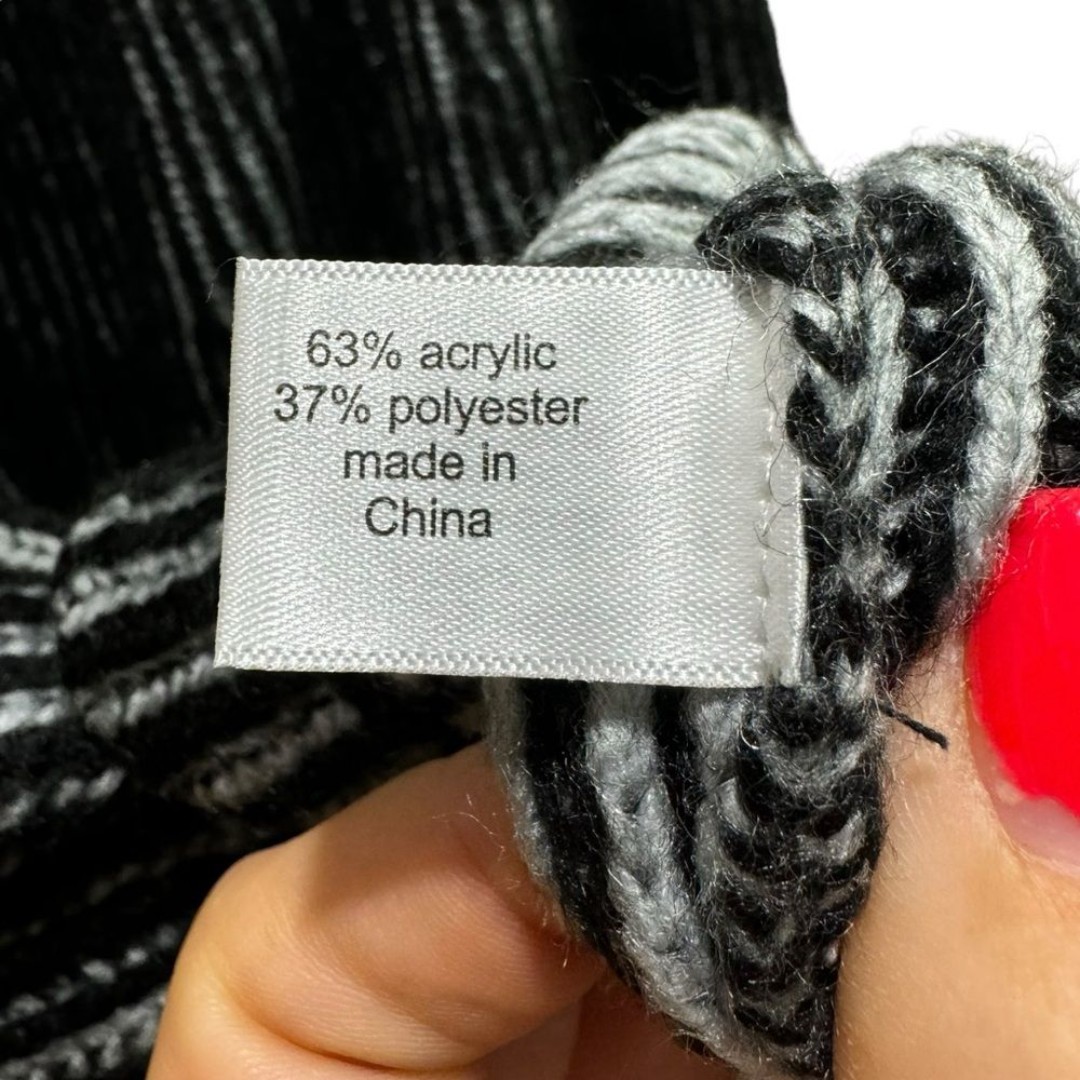 63% acrylic
37% polyester
made in
China